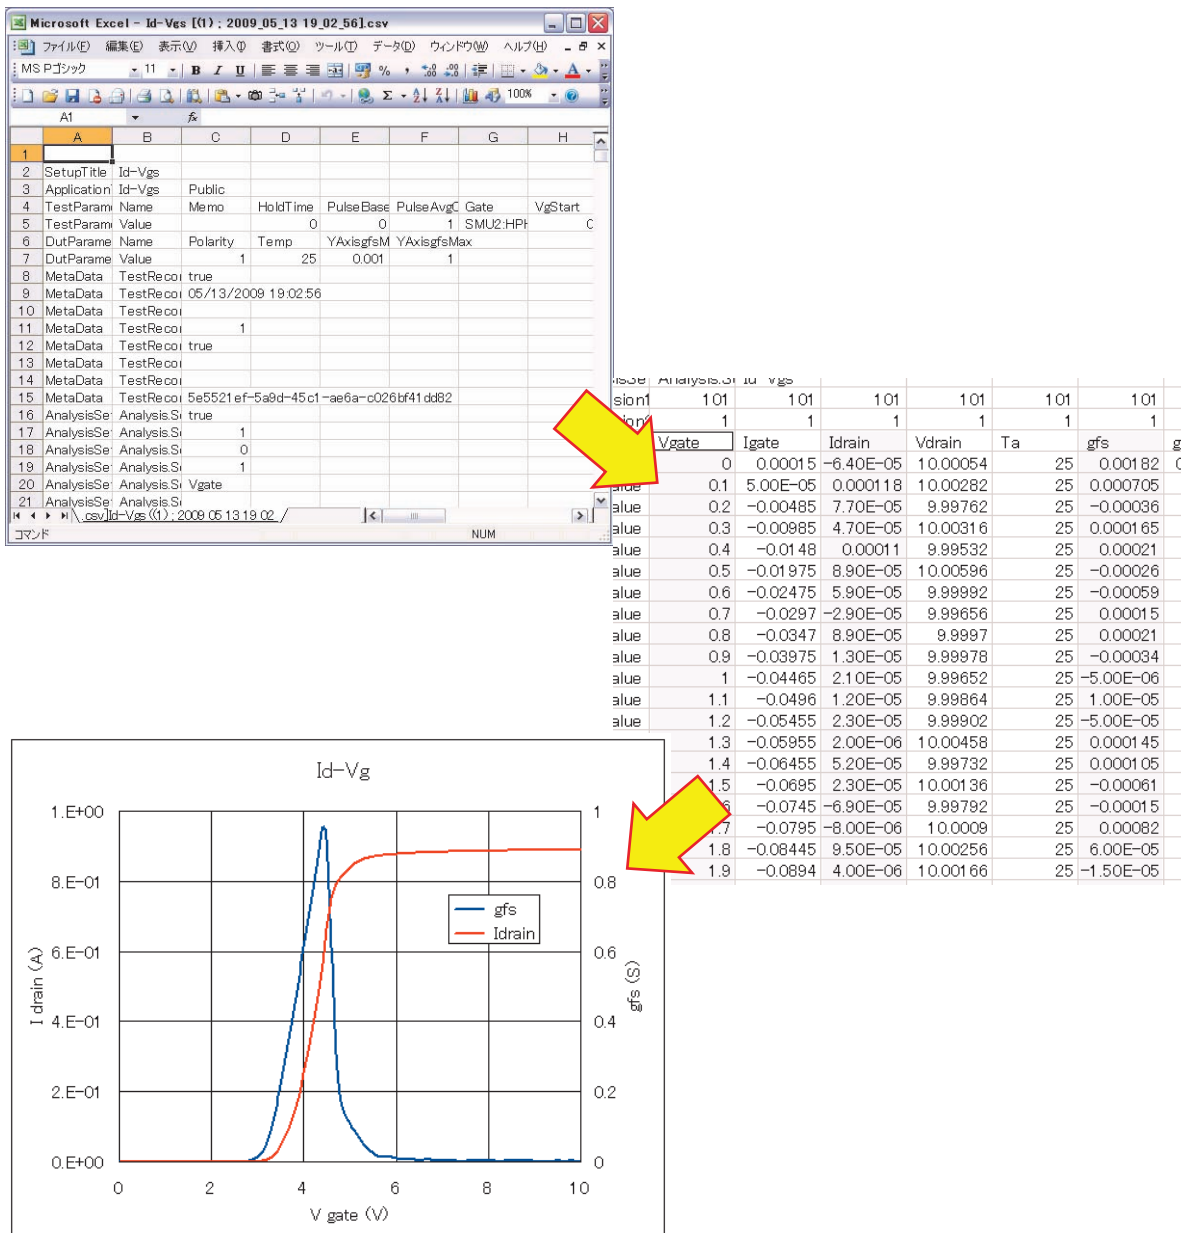 Microsoft Excel - Id-Vgs [(1) ; 2009_05_13 19_02_56].csv
ファイル(F) 編集(E) 表示(V) 挿入(I) 書式(O) ツール(T) データ(D) ウィンドウ(W) ヘルプ(H)
MS Pゴシック 11 B I U %
Σ 100%
A1 fx
A B C D E F G H
1
2 SetupTitle Id-Vgs
3 Application Id-Vgs Public
4 TestParam Name Memo HoldTime PulseBase PulseAvgC Gate VgStart
5 TestParam Value 0 0 1 SMU2:HP 0
6 DutParame Name Polarity Temp YAxisgfsM YAxisgfsMax
7 DutParame Value 1 25 0.001 1
8 MetaData TestRecor true
9 MetaData TestRecor 05/13/2009 19:02:56
10 MetaData TestRecor
11 MetaData TestRecor 1
12 MetaData TestRecor true
13 MetaData TestRecor
14 MetaData TestRecor
15 MetaData TestRecor 5e5521ef-5a9d-45c1-ae6a-c026bf41dd82
16 AnalysisSe Analysis.S true
17 AnalysisSe Analysis.S 1
18 AnalysisSe Analysis.S 0
19 AnalysisSe Analysis.S 1
20 AnalysisSe Analysis.S Vgate
21 AnalysisSe Analysis.S
.csv]Id-Vgs ((1) ; 2009 05 13 19 02
コマンド NUM
Analysis.S Id-Vgs
sion1 101 101 101 101 101 101
1 1 1 1 1 1
Vgate Igate Idrain Vdrain Ta gfs g
0 0.00015 -6.40E-05 10.00054 25 0.00182
alue 0.1 5.00E-05 0.000118 10.00282 25 0.000705
alue 0.2 -0.00485 7.70E-05 9.99762 25 -0.00036
alue 0.3 -0.00985 4.70E-05 10.00316 25 0.000165
alue 0.4 -0.0148 0.00011 9.99532 25 0.00021
alue 0.5 -0.01975 8.90E-05 10.00596 25 -0.00026
alue 0.6 -0.02475 5.90E-05 9.99992 25 -0.00059
alue 0.7 -0.0297 -2.90E-05 9.99656 25 0.00015
alue 0.8 -0.0347 8.90E-05 9.9997 25 0.00021
alue 0.9 -0.03975 1.30E-05 9.99978 25 -0.00034
alue 1 -0.04465 2.10E-05 9.99652 25 -5.00E-06
alue 1.1 -0.0496 1.20E-05 9.99864 25 1.00E-05
alue 1.2 -0.05455 2.30E-05 9.99902 25 -5.00E-05
1.3 -0.05955 2.00E-06 10.00458 25 0.000145
1.4 -0.06455 5.20E-05 9.99732 25 0.000105
1.5 -0.0695 2.30E-05 10.00136 25 -0.00061
6 -0.0745 -6.90E-05 9.99792 25 -0.00015
.7 -0.0795 -8.00E-06 10.0009 25 0.00082
1.8 -0.08445 9.50E-05 10.00256 25 6.00E-05
1.9 -0.0894 4.00E-06 10.00166 25 -1.50E-05
Id-Vg
1.E+00 1
8.E-01 0.8
gfs
Idrain
6.E-01 0.6
I drain (A)
gfs (S)
4.E-01 0.4
2.E-01 0.2
0.E+00 0
0 2 4 6 8 10
V gate (V)